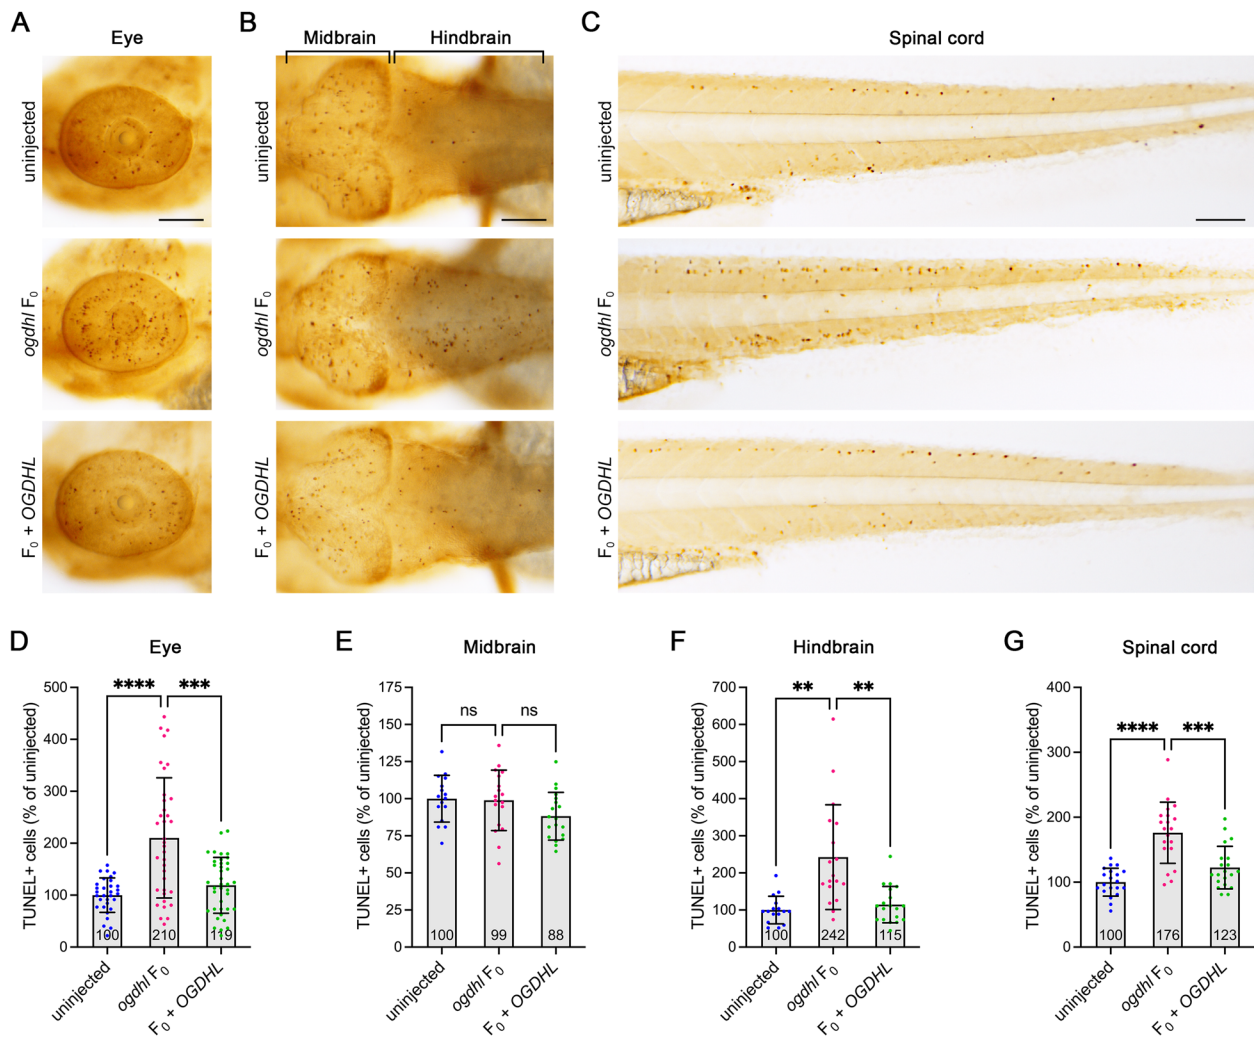 A
Eye
B
Midbrain
Hindbrain
C
Spinal cord
uninjected
uninjected
uninjected
ogdhl F₀
ogdhl F₀
ogdhl F₀
F₀ + OGDHL
F₀ + OGDHL
F₀ + OGDHL
D
Eye
TUNEL+ cells (% of uninjected)
500
400
300
200
100
0
****
***
100
210
119
uninjected
ogdhl F₀
F₀ + OGDHL
E
Midbrain
TUNEL+ cells (% of uninjected)
175
150
125
100
75
50
25
0
ns
ns
100
99
88
uninjected
ogdhl F₀
F₀ + OGDHL
F
Hindbrain
TUNEL+ cells (% of uninjected)
700
600
500
400
300
200
100
0
**
**
100
242
115
uninjected
ogdhl F₀
F₀ + OGDHL
G
Spinal cord
TUNEL+ cells (% of uninjected)
400
300
200
100
0
****
***
100
176
123
uninjected
ogdhl F₀
F₀ + OGDHL